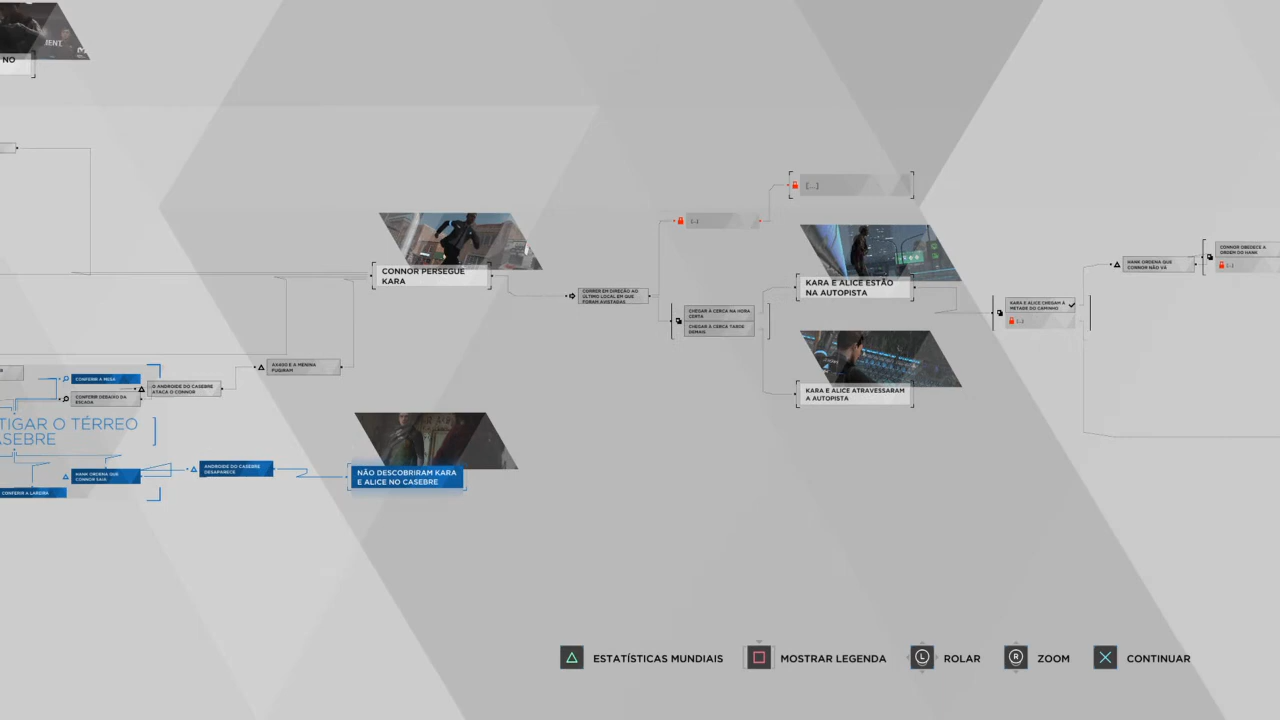 MENT.
NO
[...]
[...]
CONNOR PERSEGUE
KARA
CORRER EM DIREÇÃO AO
ÚLTIMO LOCAL EM QUE
FORAM AVISTADAS
CHEGAR À CERCA NA HORA
CERTA
CHEGAR À CERCA TARDE
DEMAIS
KARA E ALICE ESTÃO
NA AUTOPISTA
KARA E ALICE ATRAVESSARAM
A AUTOPISTA
KARA E ALICE CHEGAM À
METADE DO CAMINHO
[...]
HANK ORDENA QUE
CONNOR NÃO VÁ
CONNOR OBEDECE A
ORDEM DO HANK
[...]
AX400 E A MENINA
FUGIRAM
CONFERIR A MESA
CONFERIR DEBAIXO DA
ESCADA
O ANDROIDE DO CASEBRE
ATACA O CONNOR
TIGAR O TÉRREO
ASEBRE
HANK ORDENA QUE
CONNOR SAIA
CONFERIR A LAREIRA
ANDROIDE DO CASEBRE
DESAPARECE
NÃO DESCOBRIRAM KARA
E ALICE NO CASEBRE
ESTATÍSTICAS MUNDIAIS
MOSTRAR LEGENDA
L
ROLAR
R
ZOOM
CONTINUAR